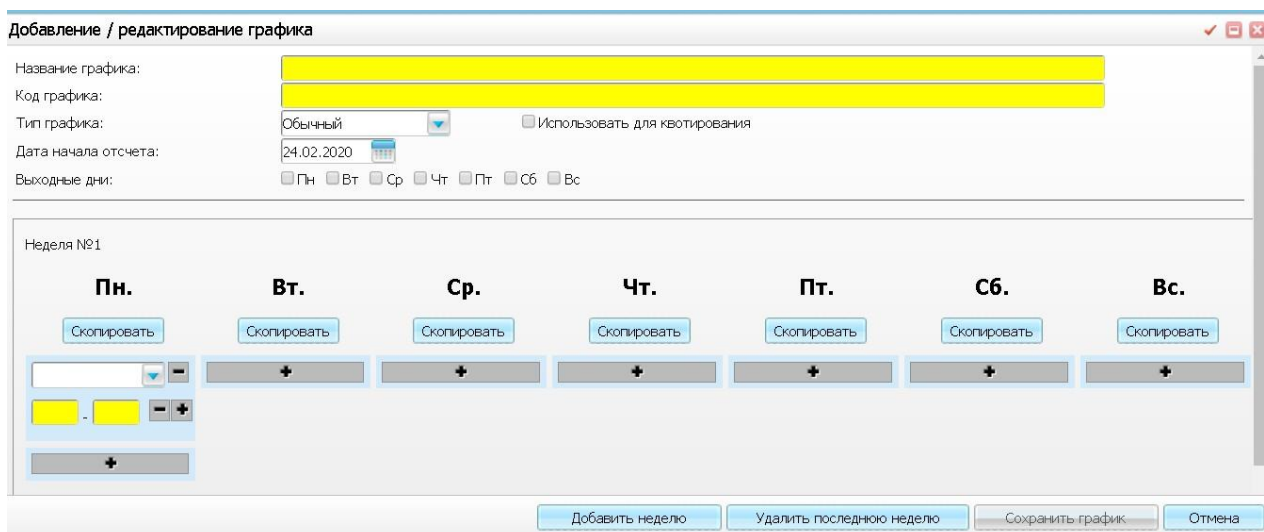 Добавление / редактирование графика
Название графика:
Код графика:
Тип графика: Обычный Использовать для квотирования
Дата начала отсчета: 24.02.2020
Выходные дни: Пн Вт Ср Чт Пт Сб Вс
Неделя №1
Пн. Вт. Ср. Чт. Пт. Сб. Вс.
Скопировать Скопировать Скопировать Скопировать Скопировать Скопировать Скопировать
Добавить неделю Удалить последнюю неделю Сохранить график Отмена